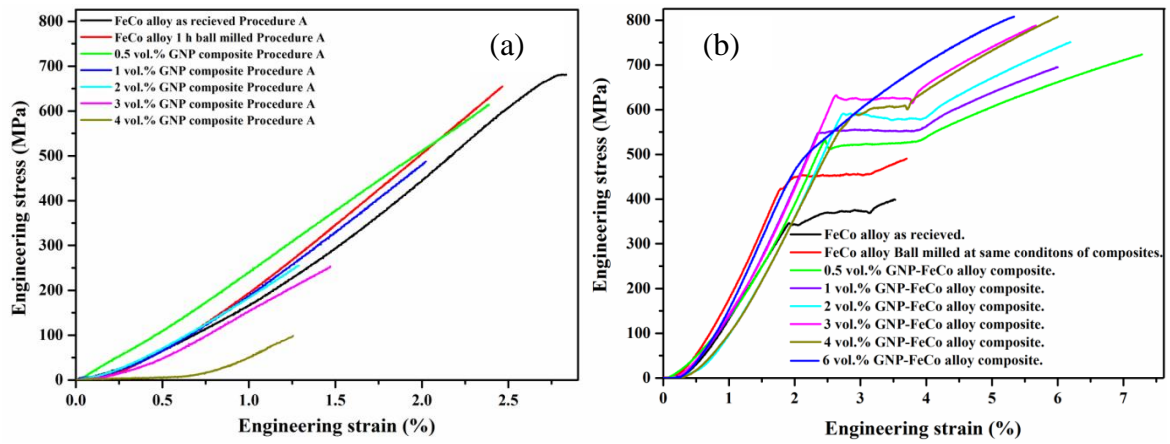 (a)
FeCo alloy as recieved Procedure A
FeCo alloy 1 h ball milled Procedure A
0.5 vol.% GNP composite Procedure A
1 vol.% GNP composite Procedure A
2 vol.% GNP composite Procedure A
3 vol.% GNP composite Procedure A
4 vol.% GNP composite Procedure A
Engineering stress (MPa)
800
700
600
500
400
300
200
100
0
0.0 0.5 1.0 1.5 2.0 2.5
Engineering strain (%)
(b)
Engineering stress (MPa)
800
700
600
500
400
300
200
100
0
FeCo alloy as recieved.
FeCo alloy Ball milled at same conditons of composites.
0.5 vol.% GNP-FeCo alloy composite.
1 vol.% GNP-FeCo alloy composite.
2 vol.% GNP-FeCo alloy composite.
3 vol.% GNP-FeCo alloy composite.
4 vol.% GNP-FeCo alloy composite.
6 vol.% GNP-FeCo alloy composite.
0 1 2 3 4 5 6 7
Engineering strain (%)